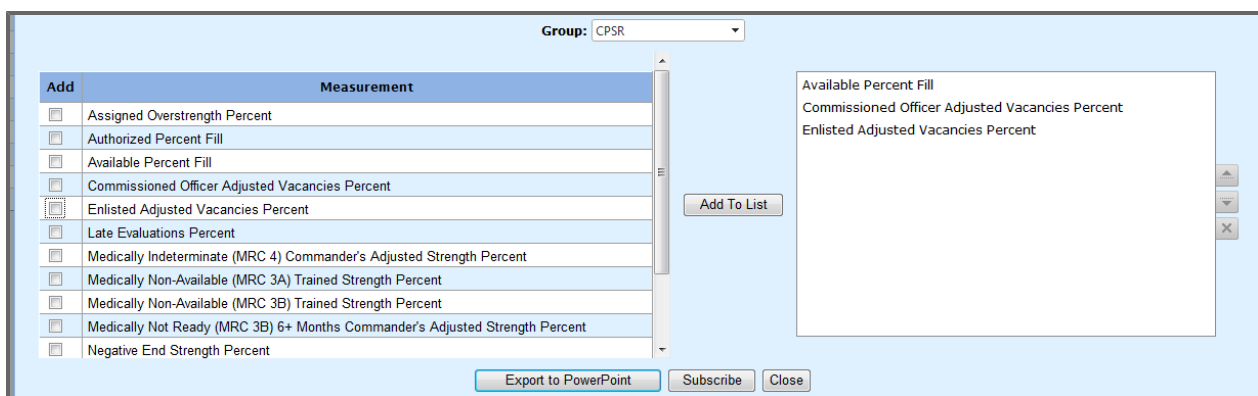 Group: CPSR
Add Measurement
Assigned Overstrength Percent
Authorized Percent Fill
Available Percent Fill
Commissioned Officer Adjusted Vacancies Percent
Enlisted Adjusted Vacancies Percent
Late Evaluations Percent
Medically Indeterminate (MRC 4) Commander's Adjusted Strength Percent
Medically Non-Available (MRC 3A) Trained Strength Percent
Medically Non-Available (MRC 3B) Trained Strength Percent
Medically Not Ready (MRC 3B) 6+ Months Commander's Adjusted Strength Percent
Negative End Strength Percent
Add To List
Available Percent Fill
Commissioned Officer Adjusted Vacancies Percent
Enlisted Adjusted Vacancies Percent
Export to PowerPoint Subscribe Close